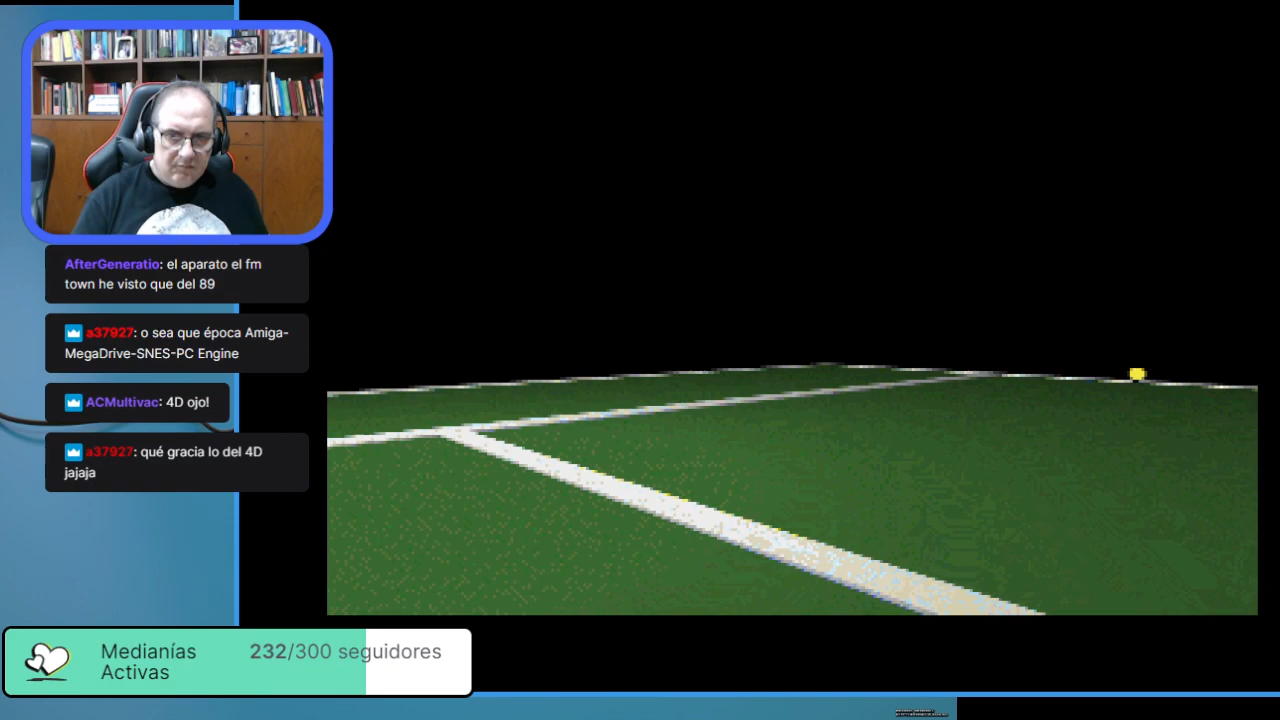 AfterGeneratio: el aparato el fm
town he visto que del 89
a37927: o sea que época Amiga-
MegaDrive-SNES-PC Engine
ACMultivac: 4D ojo!
a37927: qué gracia lo del 4D
jajaja
Medianías
Activas
232/300 seguidores